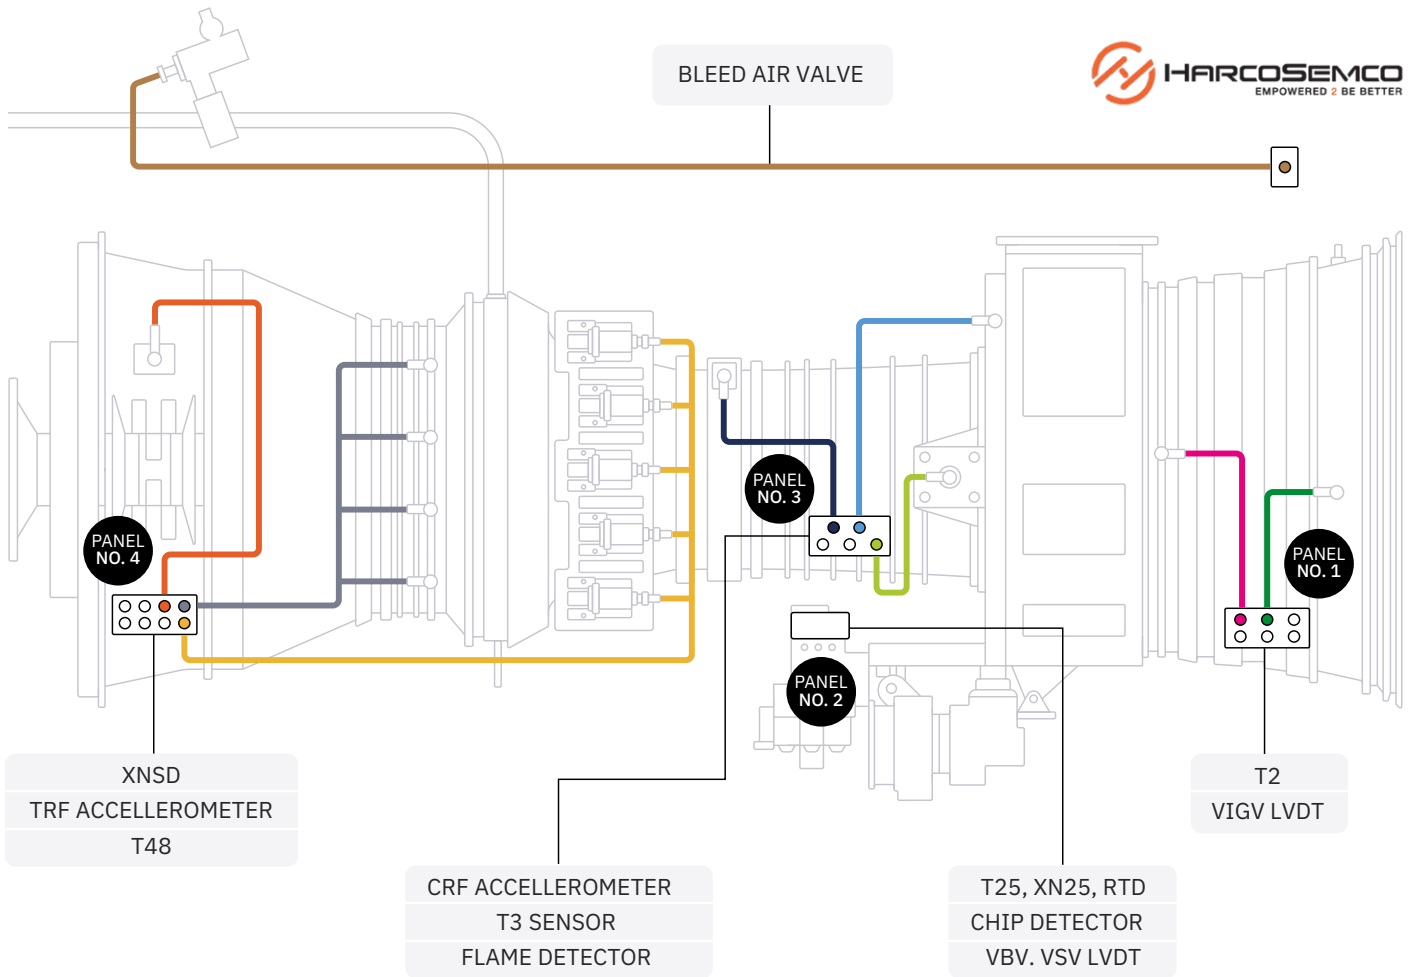 BLEED AIR VALVE
HARCOSEMCO
EMPOWERED 2 BE BETTER
PANEL
NO. 3
PANEL
NO. 4
PANEL
NO. 1
PANEL
NO. 2
XNSD
TRF ACCELLEROMETER
T48
T2
VIGV LVDT
CRF ACCELLEROMETER
T3 SENSOR
FLAME DETECTOR
T25, XN25, RTD
CHIP DETECTOR
VBV. VSV LVDT